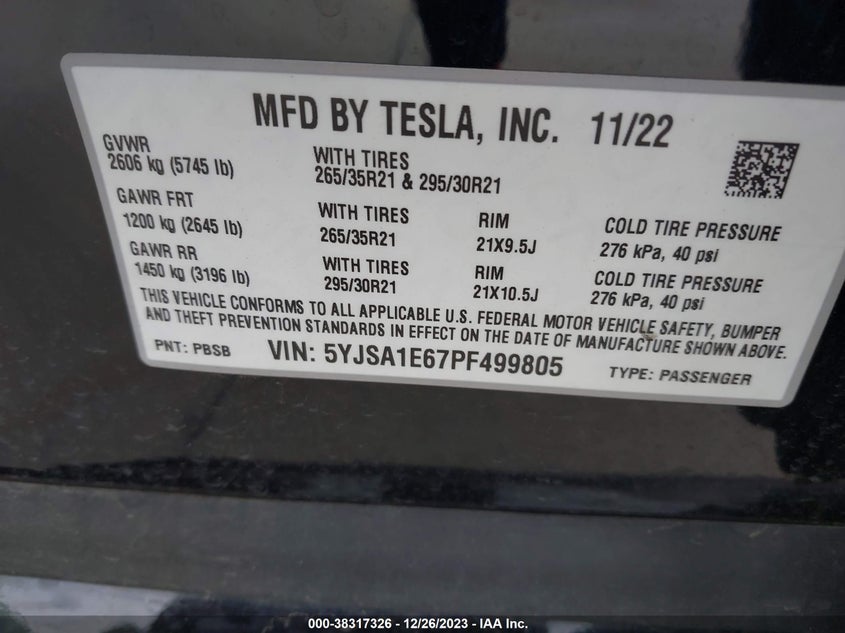 MFD BY TESLA, INC. 11/22
GVWR
2606 kg (5745 lb)
WITH TIRES
265/35R21 & 295/30R21
GAWR FRT
1200 kg (2645 lb)
WITH TIRES
265/35R21
RIM
21X9.5J
COLD TIRE PRESSURE
276 kPa, 40 psi
GAWR RR
1450 kg (3196 lb)
WITH TIRES
295/30R21
RIM
21X10.5J
COLD TIRE PRESSURE
276 kPa, 40 psi
THIS VEHICLE CONFORMS TO ALL APPLICABLE U.S. FEDERAL MOTOR VEHICLE SAFETY, BUMPER
AND THEFT PREVENTION STANDARDS IN EFFECT ON THE DATE OF MANUFACTURE SHOWN ABOVE.
PNT: PBSB VIN: 5YJSA1E67PF499805 TYPE: PASSENGER
000-38317326 - 12/26/2023 - IAA Inc.